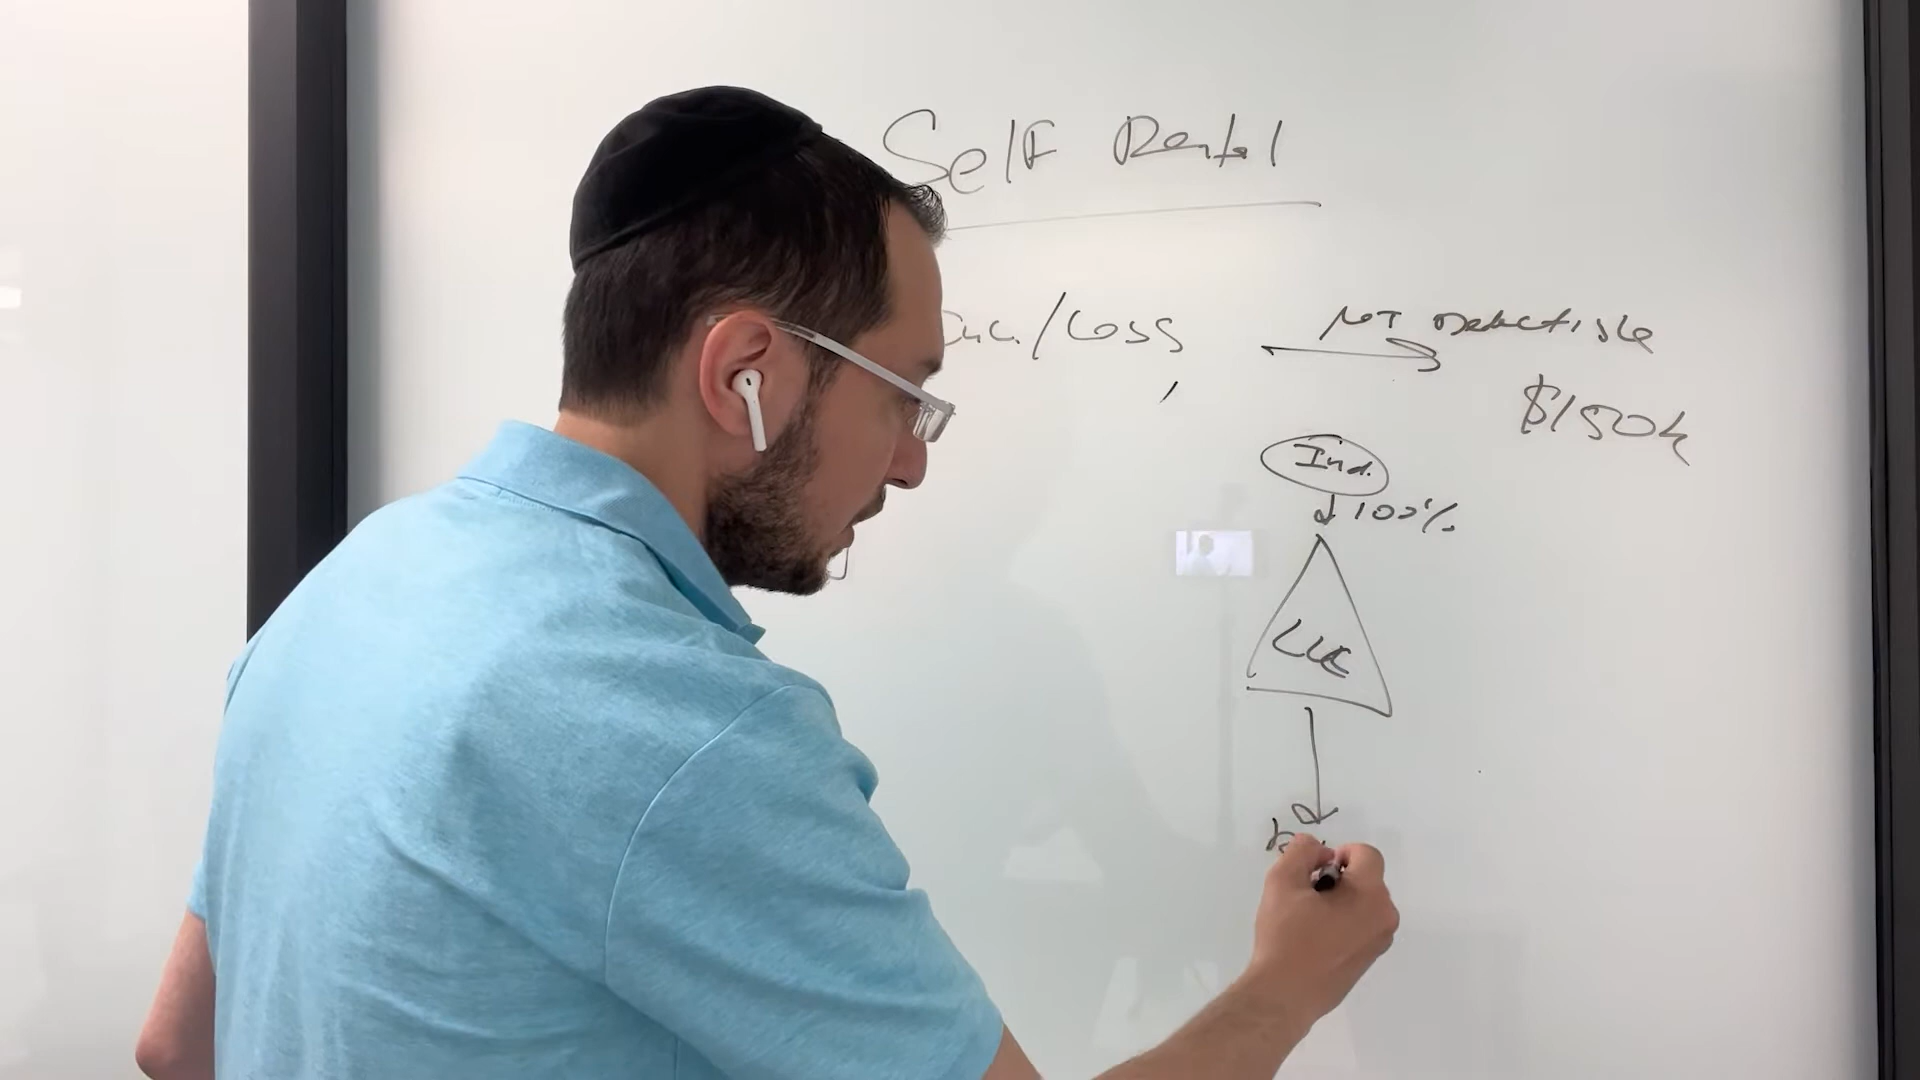 Self Rental
/Loss
NOT Deductible
$150k
Ind.
100%
LLC